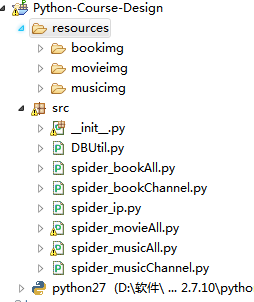 Python-Course-Design
resources
bookimg
movieimg
musicimg
src
__init__.py
DBUtil.py
spider_bookAll.py
spider_bookChannel.py
spider_ip.py
spider_movieAll.py
spider_musicAll.py
spider_musicChannel.py
python27 (D:\软件\ ... 2.7.10\pytho